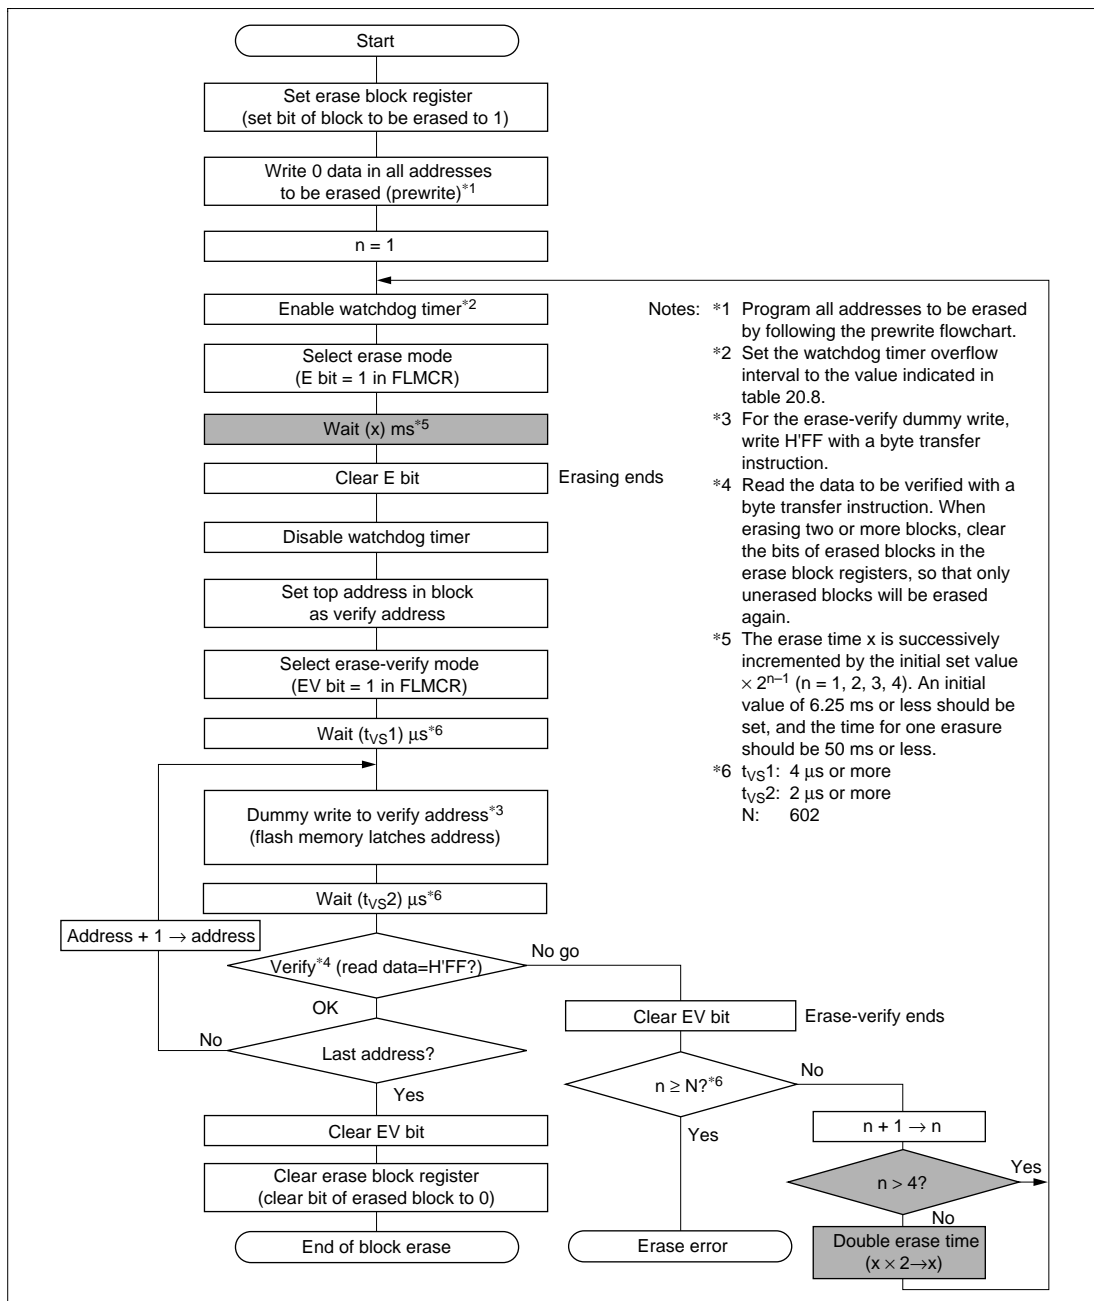 Start
Set erase block register
(set bit of block to be erased to 1)
Write 0 data in all addresses
to be erased (prewrite)*1
n = 1
Enable watchdog timer*2
Select erase mode
(E bit = 1 in FLMCR)
Wait (x) ms*5
Clear E bit
Erasing ends
Disable watchdog timer
Set top address in block
as verify address
Select erase-verify mode
(EV bit = 1 in FLMCR)
Wait (tVS1) μs*6
Dummy write to verify address*3
(flash memory latches address)
Wait (tVS2) μs*6
Address + 1 → address
Verify*4 (read data=H'FF?)
No go
OK
Last address?
No
Yes
Clear EV bit
Clear erase block register
(clear bit of erased block to 0)
End of block erase
Clear EV bit
Erase-verify ends
n ≥ N?*6
No
Yes
Erase error
n + 1 → n
n > 4?
Yes
No
Double erase time
(x × 2→x)
Notes: *1 Program all addresses to be erased
by following the prewrite flowchart.
*2 Set the watchdog timer overflow
interval to the value indicated in
table 20.8.
*3 For the erase-verify dummy write,
write H'FF with a byte transfer
instruction.
*4 Read the data to be verified with a
byte transfer instruction. When
erasing two or more blocks, clear
the bits of erased blocks in the
erase block registers, so that only
unerased blocks will be erased
again.
*5 The erase time x is successively
incremented by the initial set value
× 2n–1 (n = 1, 2, 3, 4). An initial
value of 6.25 ms or less should be
set, and the time for one erasure
should be 50 ms or less.
*6 tVS1: 4 μs or more
tVS2: 2 μs or more
N: 602